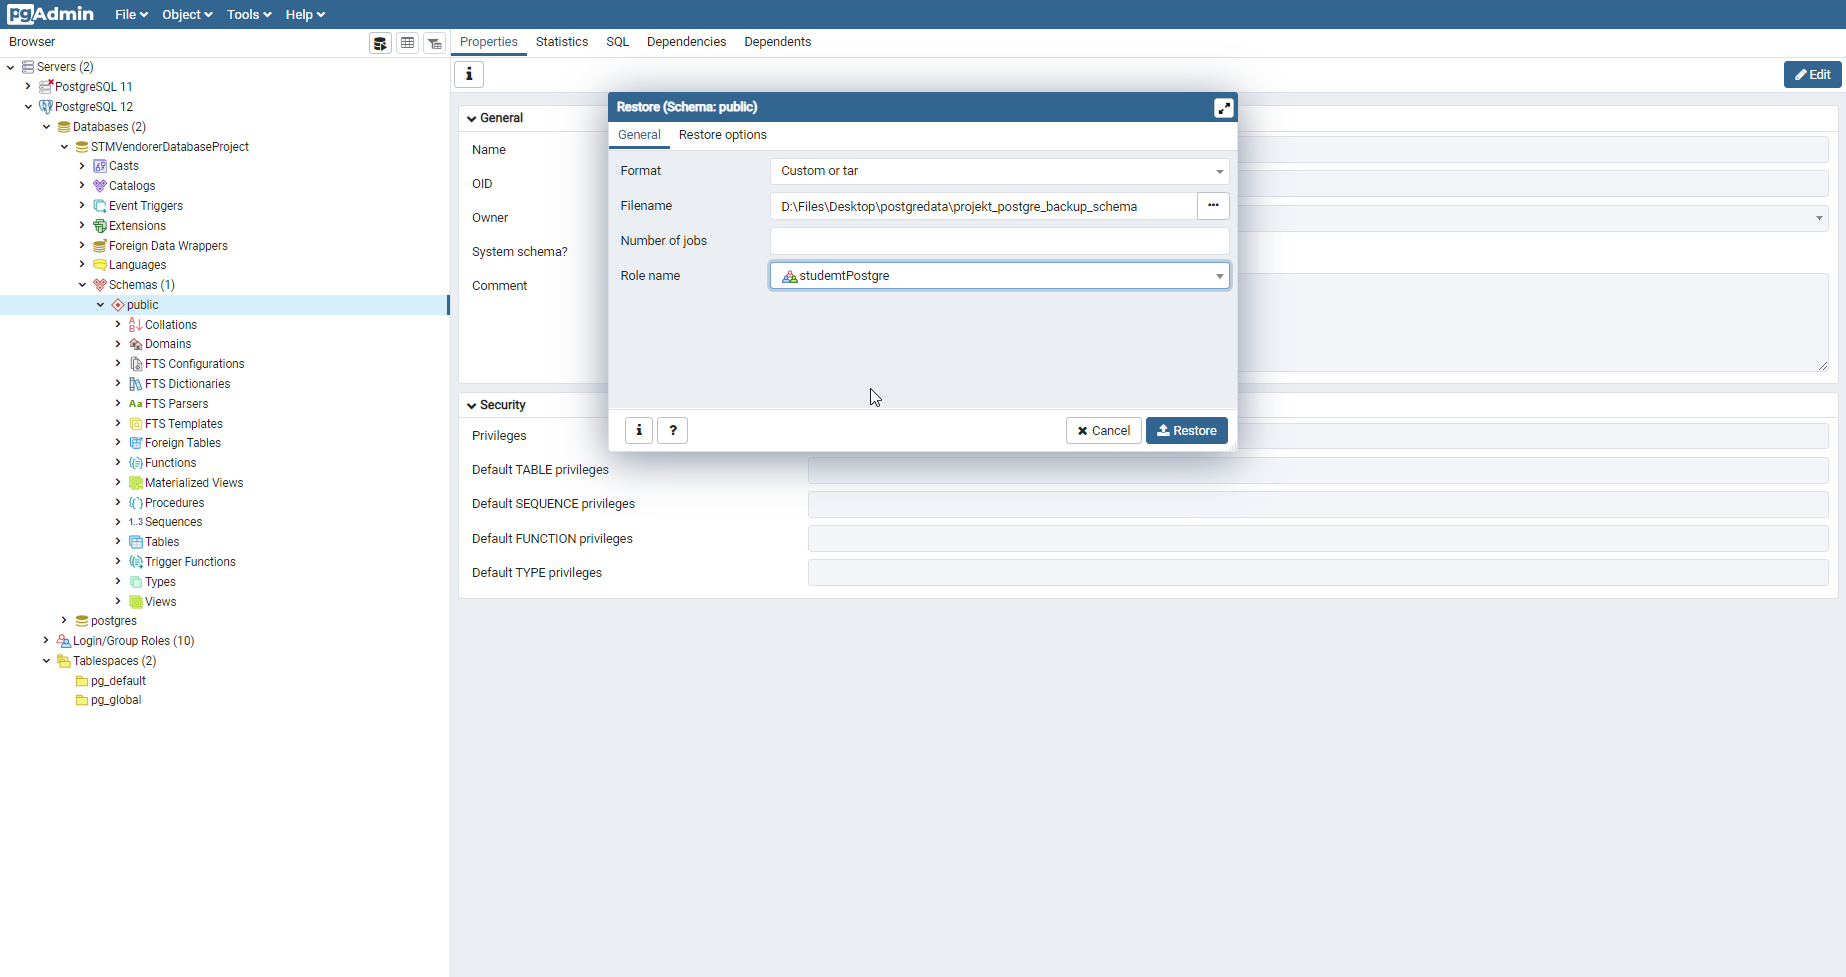 pgAdmin File Object Tools Help
Browser
Properties Statistics SQL Dependencies Dependents
i
Edit
Servers (2)
PostgreSQL 11
PostgreSQL 12
Databases (2)
STMVendorerDatabaseProject
Casts
Catalogs
Event Triggers
Extensions
Foreign Data Wrappers
Languages
Schemas (1)
public
Collations
Domains
FTS Configurations
FTS Dictionaries
Aa FTS Parsers
FTS Templates
Foreign Tables
Functions
Materialized Views
Procedures
1..3 Sequences
Tables
Trigger Functions
Types
Views
postgres
Login/Group Roles (10)
Tablespaces (2)
pg_default
pg_global
General
Name
OID
Owner
System schema?
Comment
Security
Privileges
Default TABLE privileges
Default SEQUENCE privileges
Default FUNCTION privileges
Default TYPE privileges
Restore (Schema: public)
General Restore options
Format Custom or tar
Filename D:\Files\Desktop\postgredata\projekt_postgre_backup_schema ...
Number of jobs
Role name studemtPostgre
i ? Cancel Restore